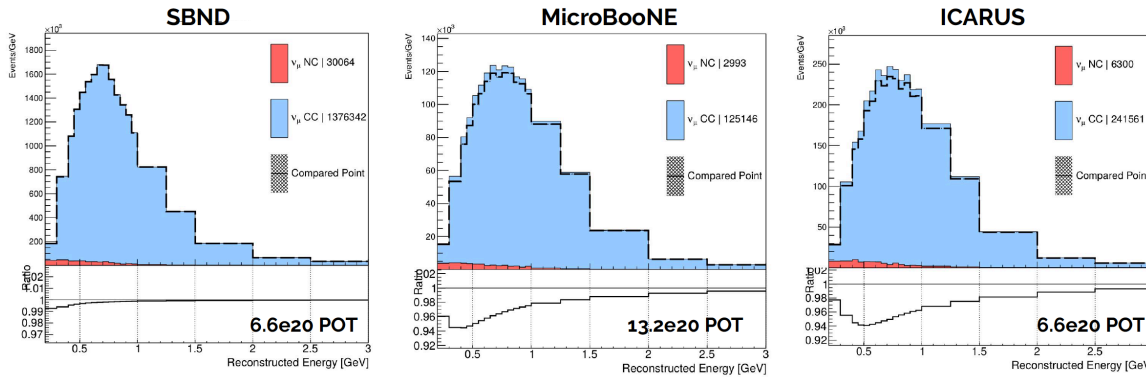 SBND
×10³
Events/GeV
1800
1600
1400
1200
1000
800
600
400
200
νμ NC | 30064
νμ CC | 1376342
Compared Point
Ratio
1.02
1.01
1
0.99
0.98
0.97
6.6e20 POT
0.5 1 1.5 2 2.5 3
Reconstructed Energy [GeV]
MicroBooNE
×10³
Events/GeV
140
120
100
80
60
40
20
0
νμ NC | 2993
νμ CC | 125146
Compared Point
Ratio
1.02
1
0.98
0.96
0.94
0.92
13.2e20 POT
0.5 1 1.5 2 2.5 3
Reconstructed Energy [GeV]
ICARUS
×10³
Events/GeV
250
200
150
100
50
νμ NC | 6300
νμ CC | 241561
Compared Point
Ratio
1.02
1
0.98
0.96
0.94
0.92
6.6e20 POT
0.5 1 1.5 2 2.5 3
Reconstructed Energy [GeV]